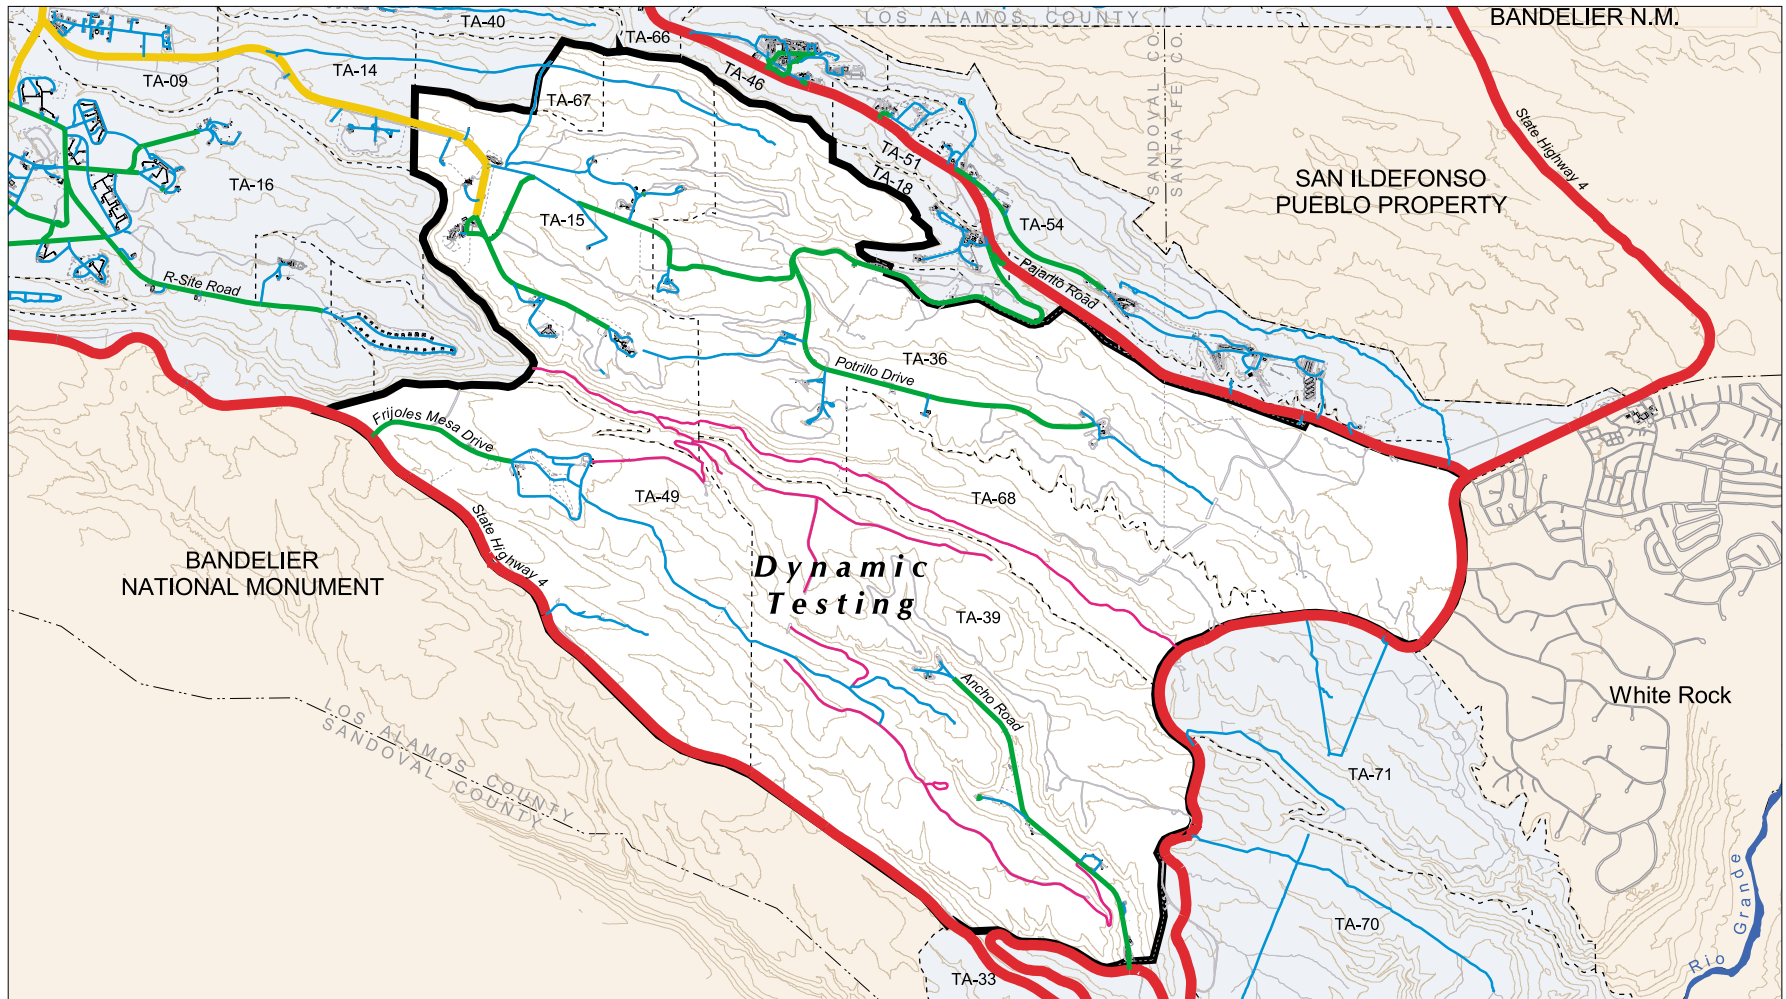 TA-40
LOS ALAMOS COUNTY
BANDELIER N.M.
TA-66
TA-09
TA-14
TA-46
TA-67
SANDOVAL CO.
SANTA FE CO.
State Highway 4
TA-51
TA-18
TA-16
SAN ILDEFONSO
PUEBLO PROPERTY
TA-15
TA-54
R-Site Road
Pajarito Road
TA-36
Potrillo Drive
Frijoles Mesa Drive
TA-49
TA-68
State Highway 4
BANDELIER
NATIONAL MONUMENT
Dynamic
Testing
TA-39
Ancho Road
White Rock
LOS ALAMOS COUNTY
SANDOVAL COUNTY
TA-71
TA-70
Rio Grande
TA-33